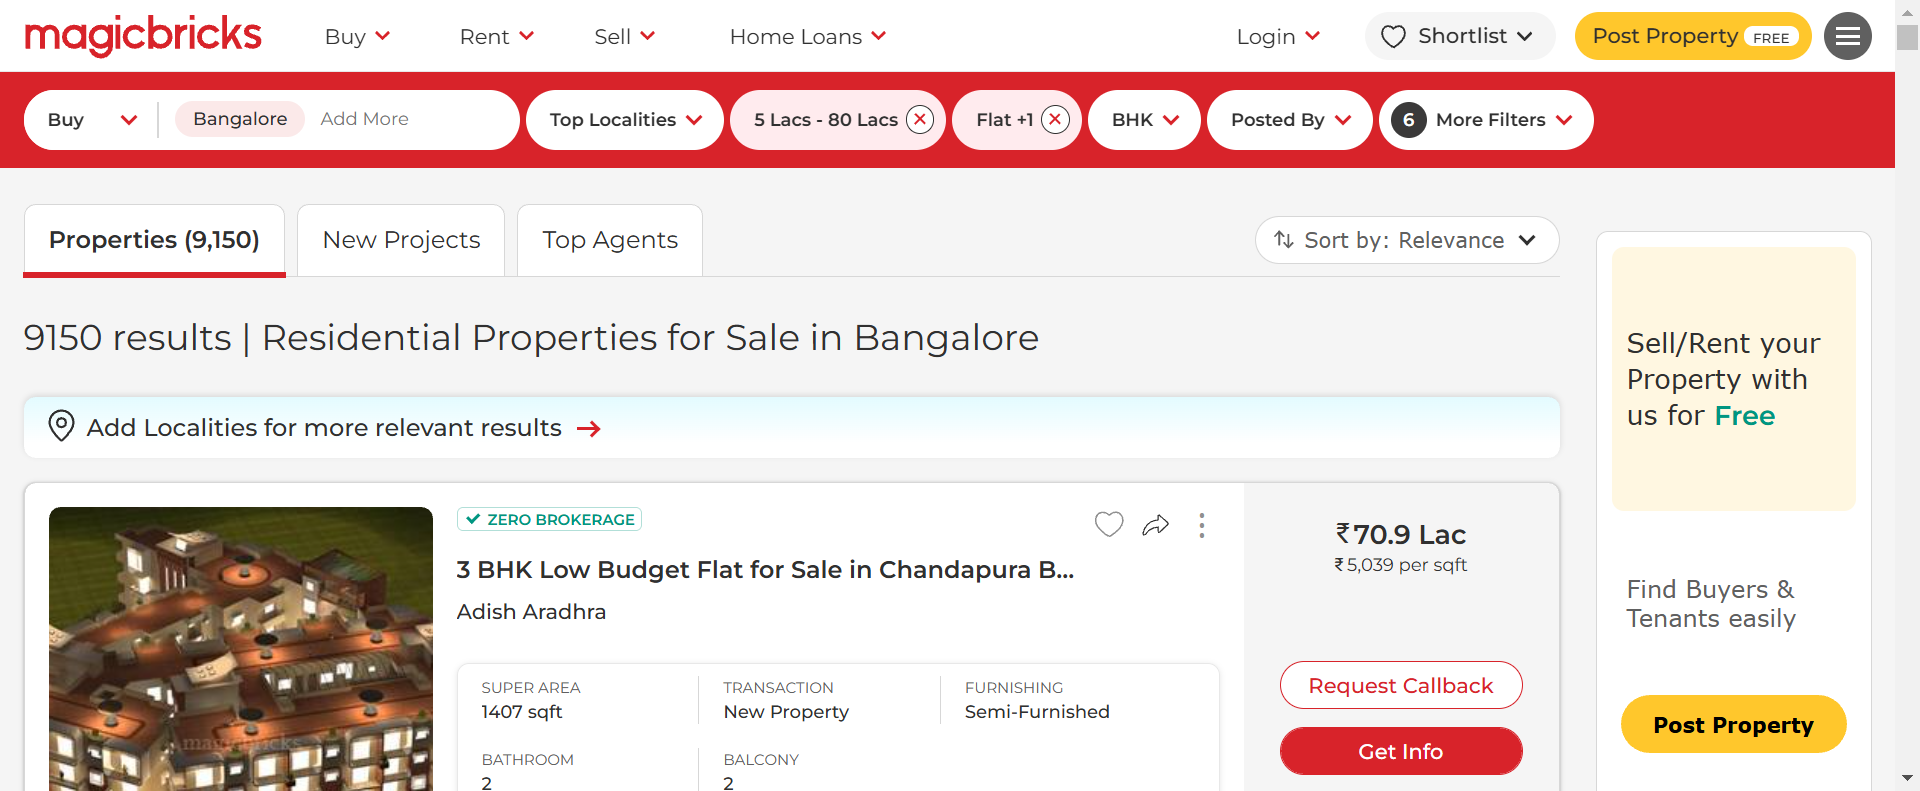 magicbricks
Buy
Rent
Sell
Home Loans
Login
Shortlist
Post Property FREE
Buy
Bangalore
Add More
Top Localities
5 Lacs - 80 Lacs
Flat +1
BHK
Posted By
6 More Filters
Properties (9,150)
New Projects
Top Agents
Sort by: Relevance
9150 results | Residential Properties for Sale in Bangalore
Add Localities for more relevant results
ZERO BROKERAGE
3 BHK Low Budget Flat for Sale in Chandapura B...
Adish Aradhra
SUPER AREA
1407 sqft
TRANSACTION
New Property
FURNISHING
Semi-Furnished
BATHROOM
2
BALCONY
2
magicbricks
₹70.9 Lac
₹5,039 per sqft
Request Callback
Get Info
Sell/Rent your
Property with
us for Free
Find Buyers &
Tenants easily
Post Property